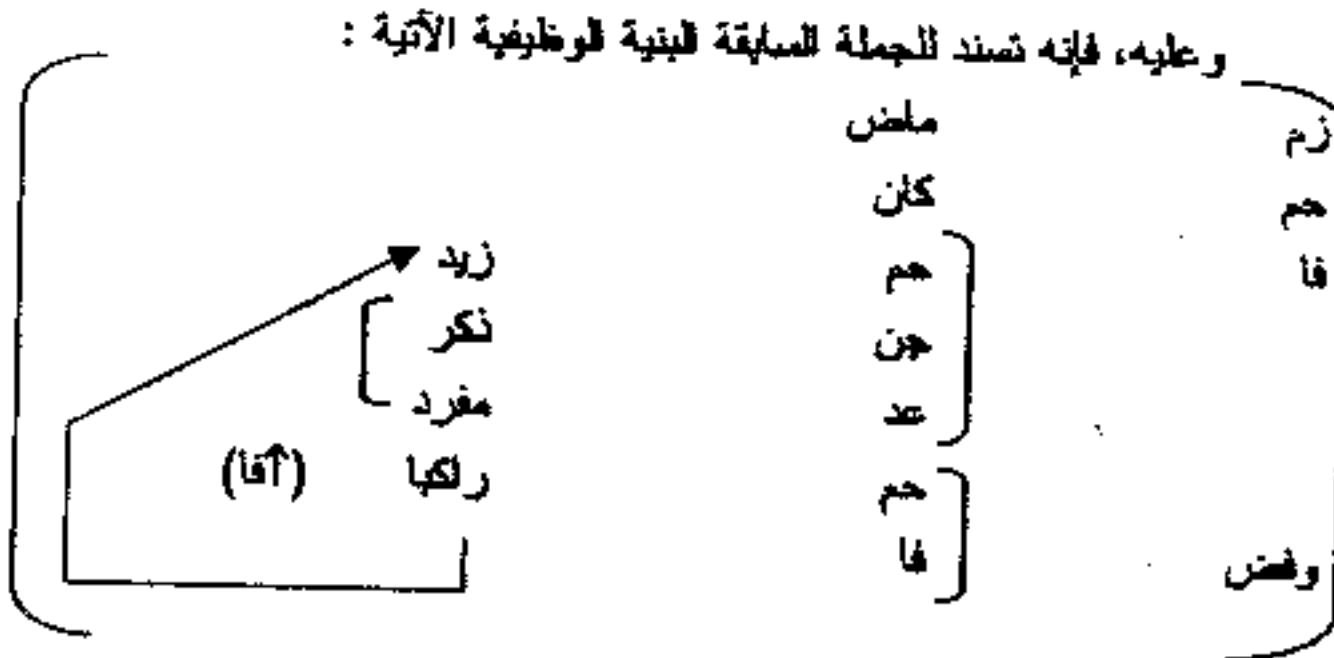 وعليه، فإنه تسند للجملة السابقة البنية الوظيفية الآتية :
زم ماض
حم كان
فا حم زيد
جن ذكر
عد مفرد
حم راكبا (↑فا)
وفض فا